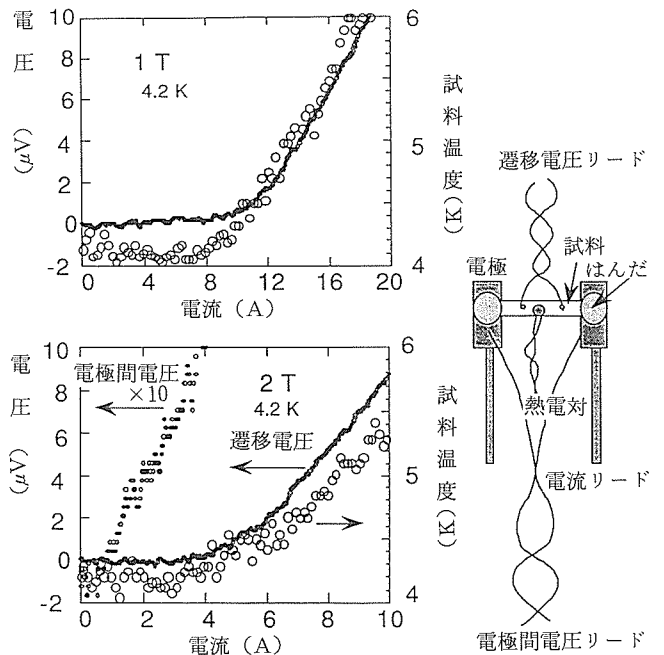 電圧 (μV)
10
8
6
4
2
0
-2
1 T
4.2 K
6
5
4
試料温度 (K)
0
4
8
12
16
20
電流 (A)
電圧 (μV)
10
8
6
4
2
0
-2
電極間電圧
×10
2 T
4.2 K
遷移電圧
6
5
4
試料温度 (K)
0
2
4
6
8
10
電流 (A)
遷移電圧リード
試料
電極
はんだ
熱電対
電流リード
電極間電圧リード